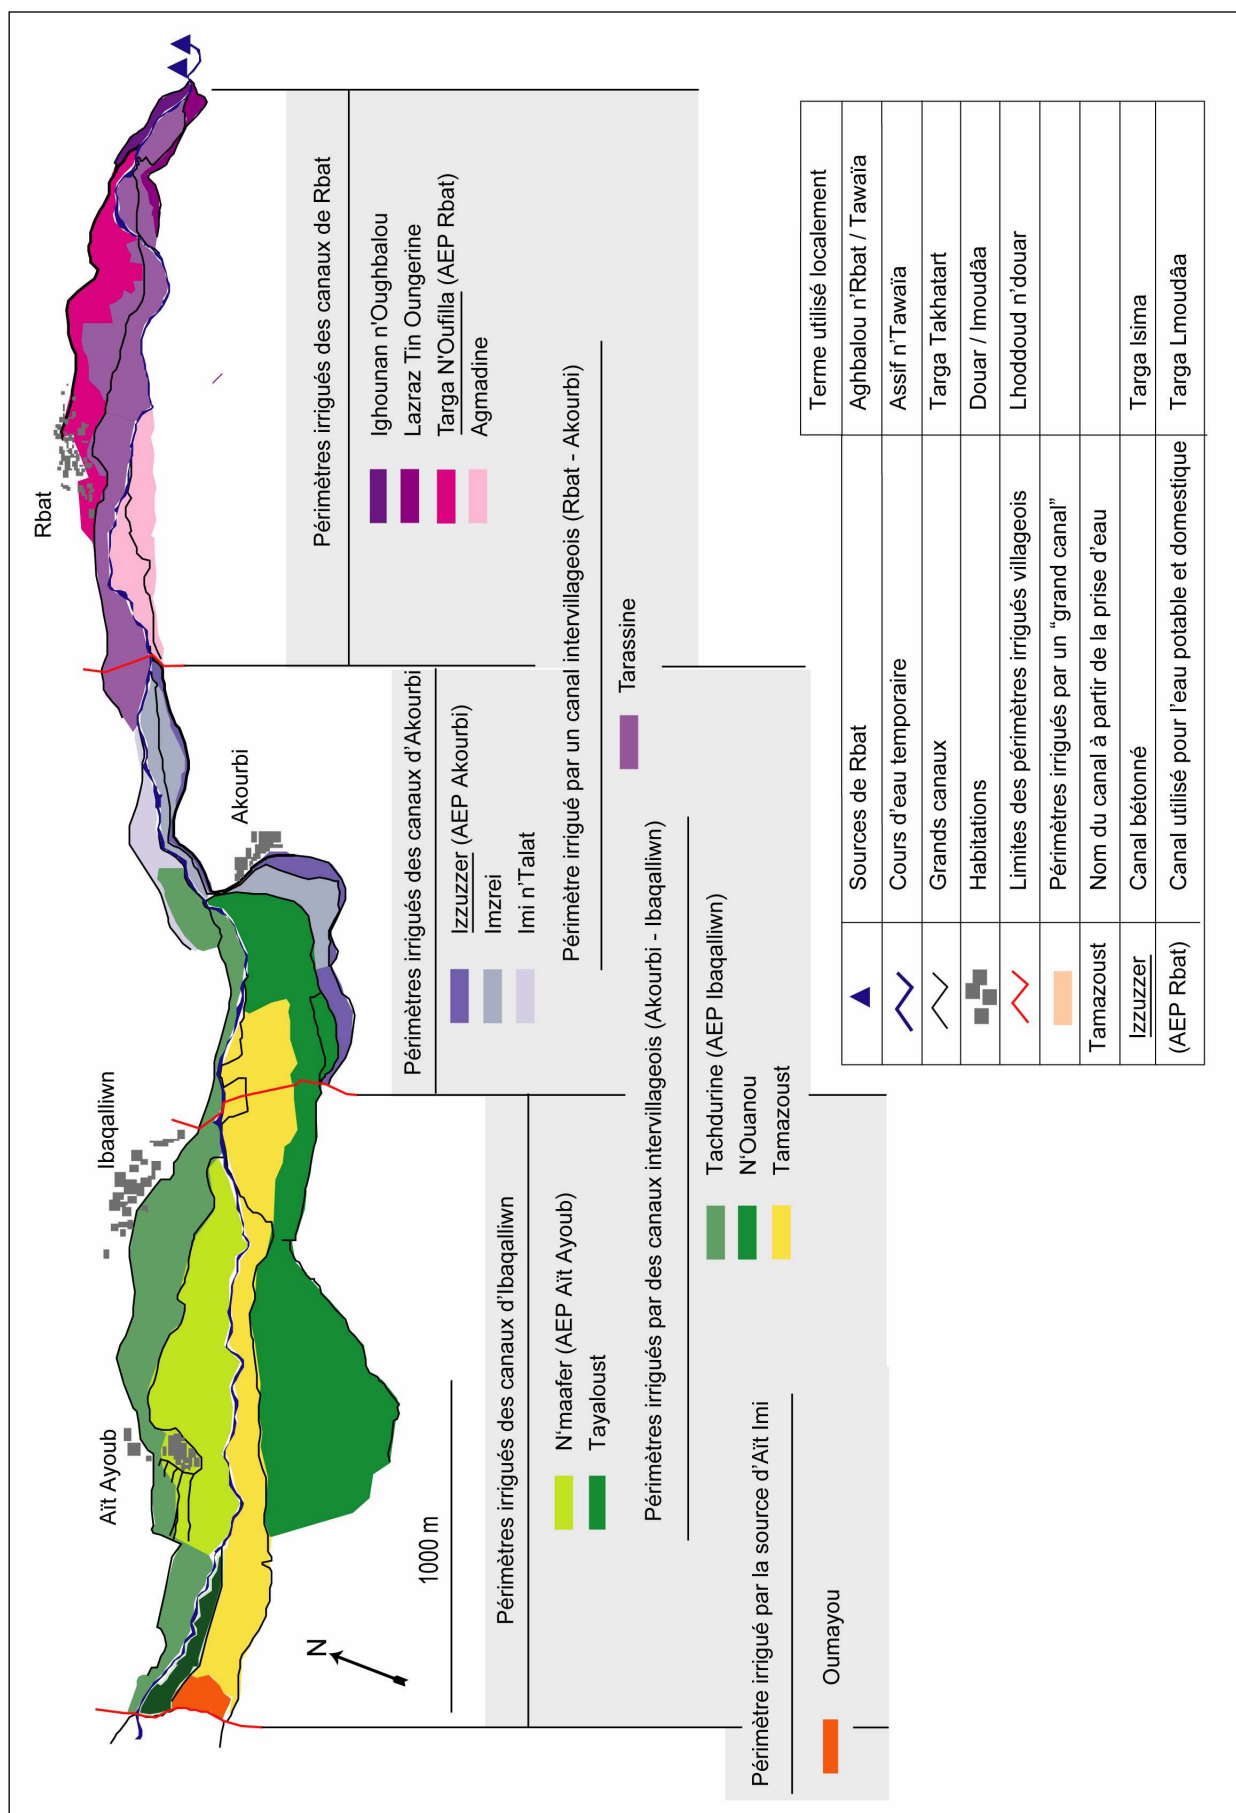 Rbat
Akourbi
Ibaqalliwn
Aït Ayoub
N
1000 m
Périmètres irrigués des canaux de Rbat
Ighounan n'Oughbalou
Lazraz Tin Oungerine
Targa N'Oufilla (AEP Rbat)
Agmadine
Périmètres irrigués des canaux d'Akourbi
Izzuzzer (AEP Akourbi)
Imzrei
Imi n'Talat
Périmètre irrigué par un canal intervillageois (Rbat - Akourbi)
Tarassine
Périmètres irrigués des canaux d'Ibaqalliwn
N'maafer (AEP Aït Ayoub)
Tayaloust
Périmètres irrigués par des canaux intervillageois (Akourbi - Ibaqalliwn)
Tachdurine (AEP Ibaqalliwn)
N'Ouanou
Tamazoust
Périmètre irrigué par la source d'Aït Imi
Oumayou
Terme utilisé localement
Sources de Rbat Aghbalou n'Rbat / Tawaïa
Cours d'eau temporaire Assif n'Tawaïa
Grands canaux Targa Takhatart
Habitations Douar / Imoudâa
Limites des périmètres irrigués villageois Lhoddoud n'douar
Périmètres irrigués par un "grand canal"
Tamazoust Nom du canal à partir de la prise d'eau
Izzuzzer Canal bétonné Targa Isima
(AEP Rbat) Canal utilisé pour l'eau potable et domestique Targa Lmoudâa